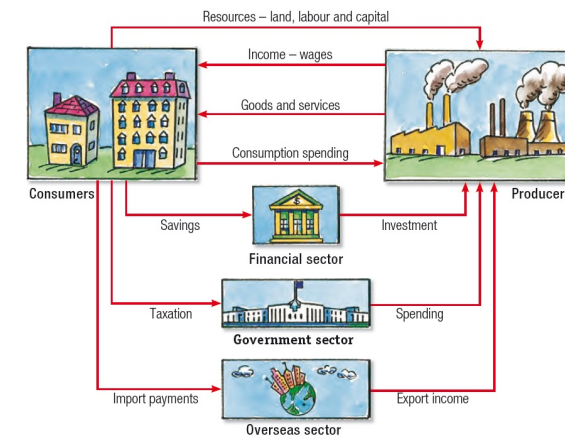 Resources – land, labour and capital
Income – wages
Goods and services
Consumption spending
Consumers
Producer
$
Savings
Investment
Financial sector
Taxation
Spending
Government sector
Import payments
Export income
Overseas sector